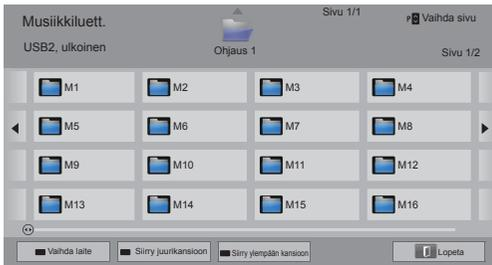 Musiikkiluett.
Sivu 1/1
P Vaihda sivu
USB2, ulkoinen
Ohjaus 1
Sivu 1/2
M1 M2 M3 M4
M5 M6 M7 M8
M9 M10 M11 M12
M13 M14 M15 M16
Vaihda laite Siirry juurikansioon Siirry ylempään kansioon Lopeta